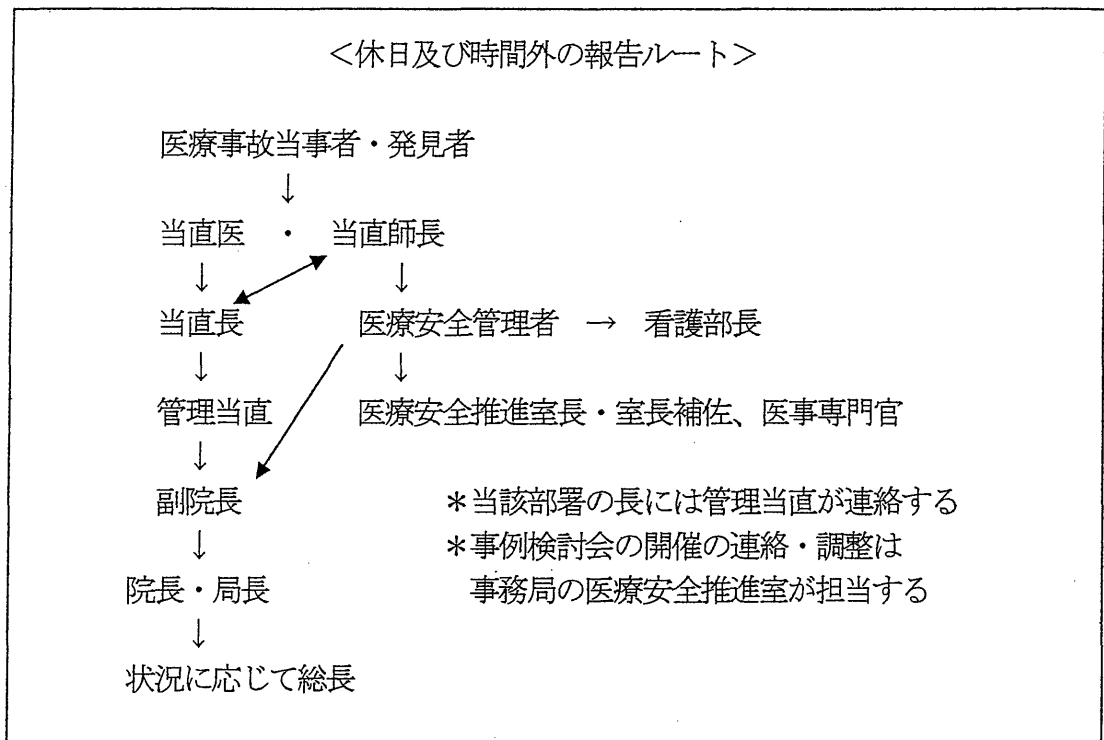 <休日及び時間外の報告ルート>
医療事故当事者・発見者
↓
当直医 ・ 当直師長
↓ ↓
当直長 医療安全管理者 → 看護部長
↓ ↓
管理当直 医療安全推進室長・室長補佐、医事専門官
↓
副院長 *当該部署の長には管理当直が連絡する
↓ *事例検討会の開催の連絡・調整は
院長・局長 事務局の医療安全推進室が担当する
↓
状況に応じて総長